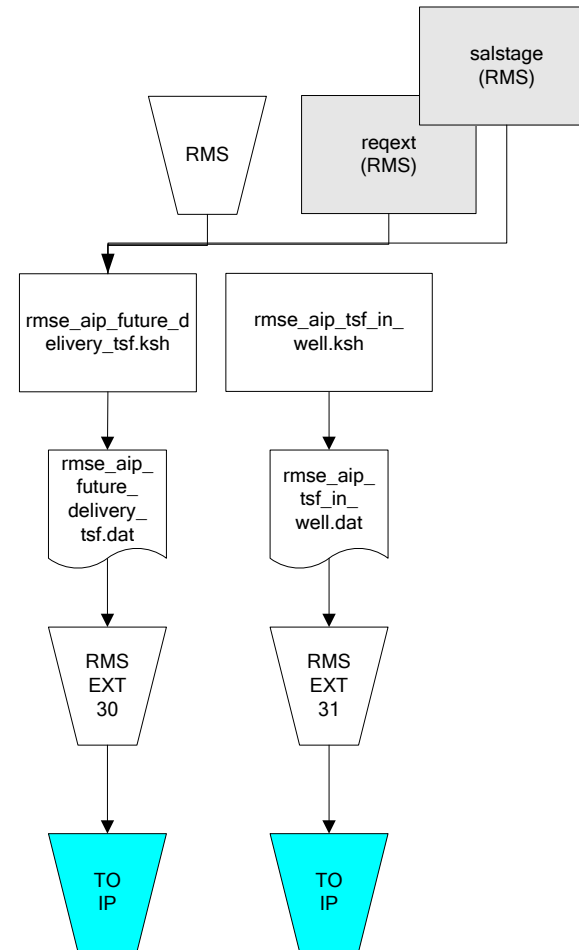 salstage
(RMS)
RMS
reqext
(RMS)
rmse_aip_future_d
elivery_tsf.ksh
rmse_aip_tsf_in_
well.ksh
rmse_aip_
future_
delivery_
tsf.dat
rmse_aip_
tsf_in_
well.dat
RMS
EXT
30
RMS
EXT
31
TO
IP
TO
IP